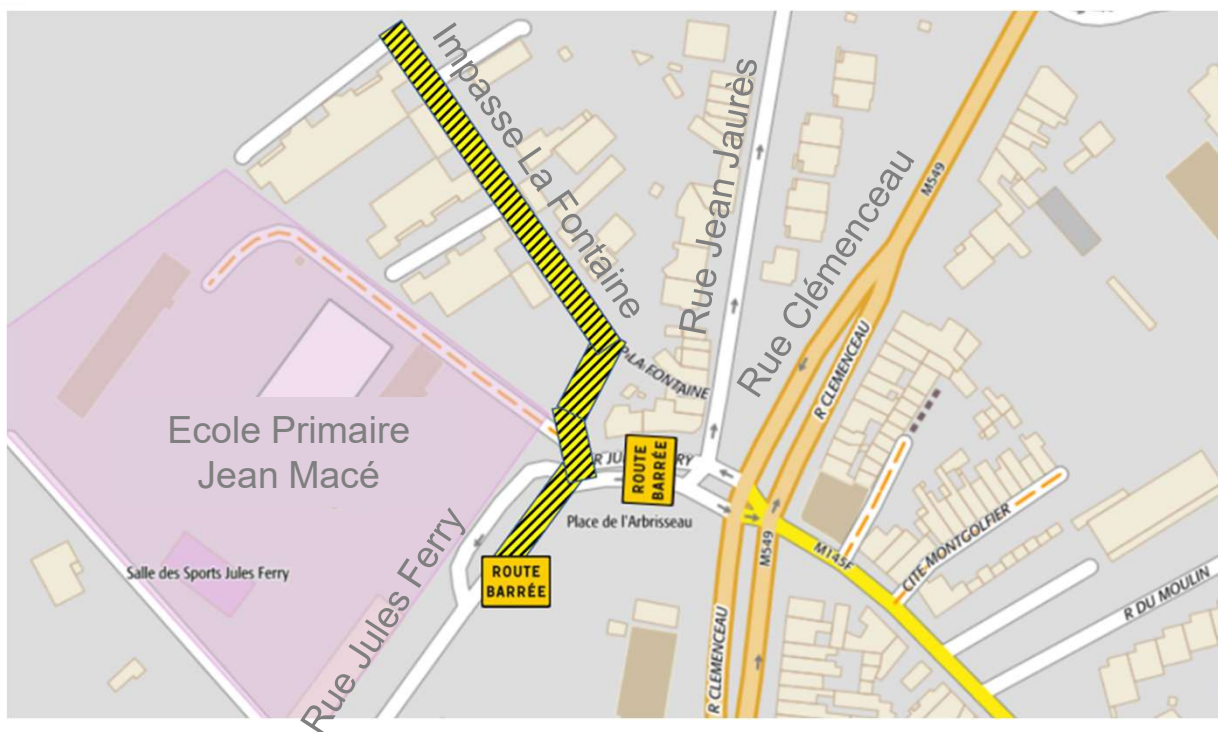 Impasse La Fontaine
Rue Jean Jaurès
Rue Clémenceau
M549
R CLEMENCEAU
LA FONTAINE
Ecole Primaire
Jean Macé
ROUTE
BARRÉE
Place de l'Arbrisseau
M549
M145F
CITE MONTGOLFIER
R DU MOULIN
Salle des Sports Jules Ferry
ROUTE
BARRÉE
Rue Jules Ferry
R CLEMENCEAU